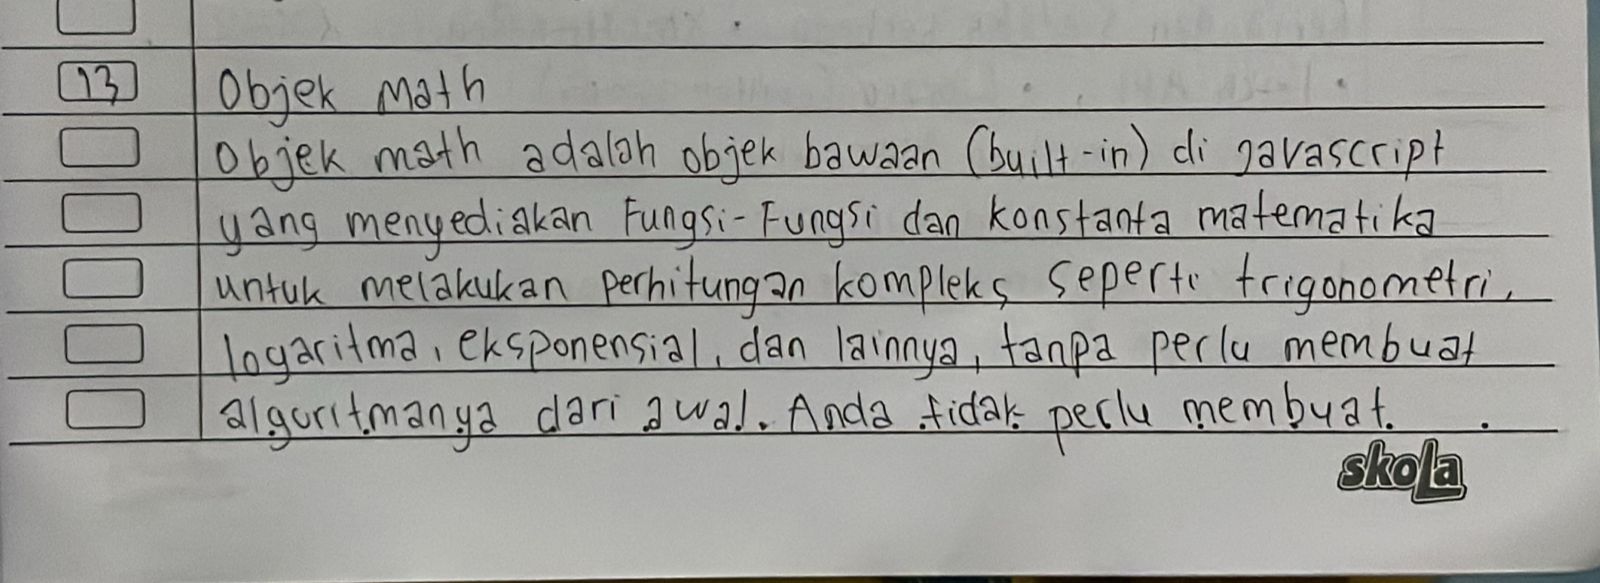 13 Objek math
Objek math adalah objek bawaan (built-in) di javascript
yang menyediakan Fungsi-Fungsi dan konstanta matematika
untuk melakukan perhitungan kompleks seperti trigonometri,
logaritma, eksponensial, dan lainnya, tanpa perlu membuat
algoritmanya dari awal. Anda tidak perlu membuat.
skola